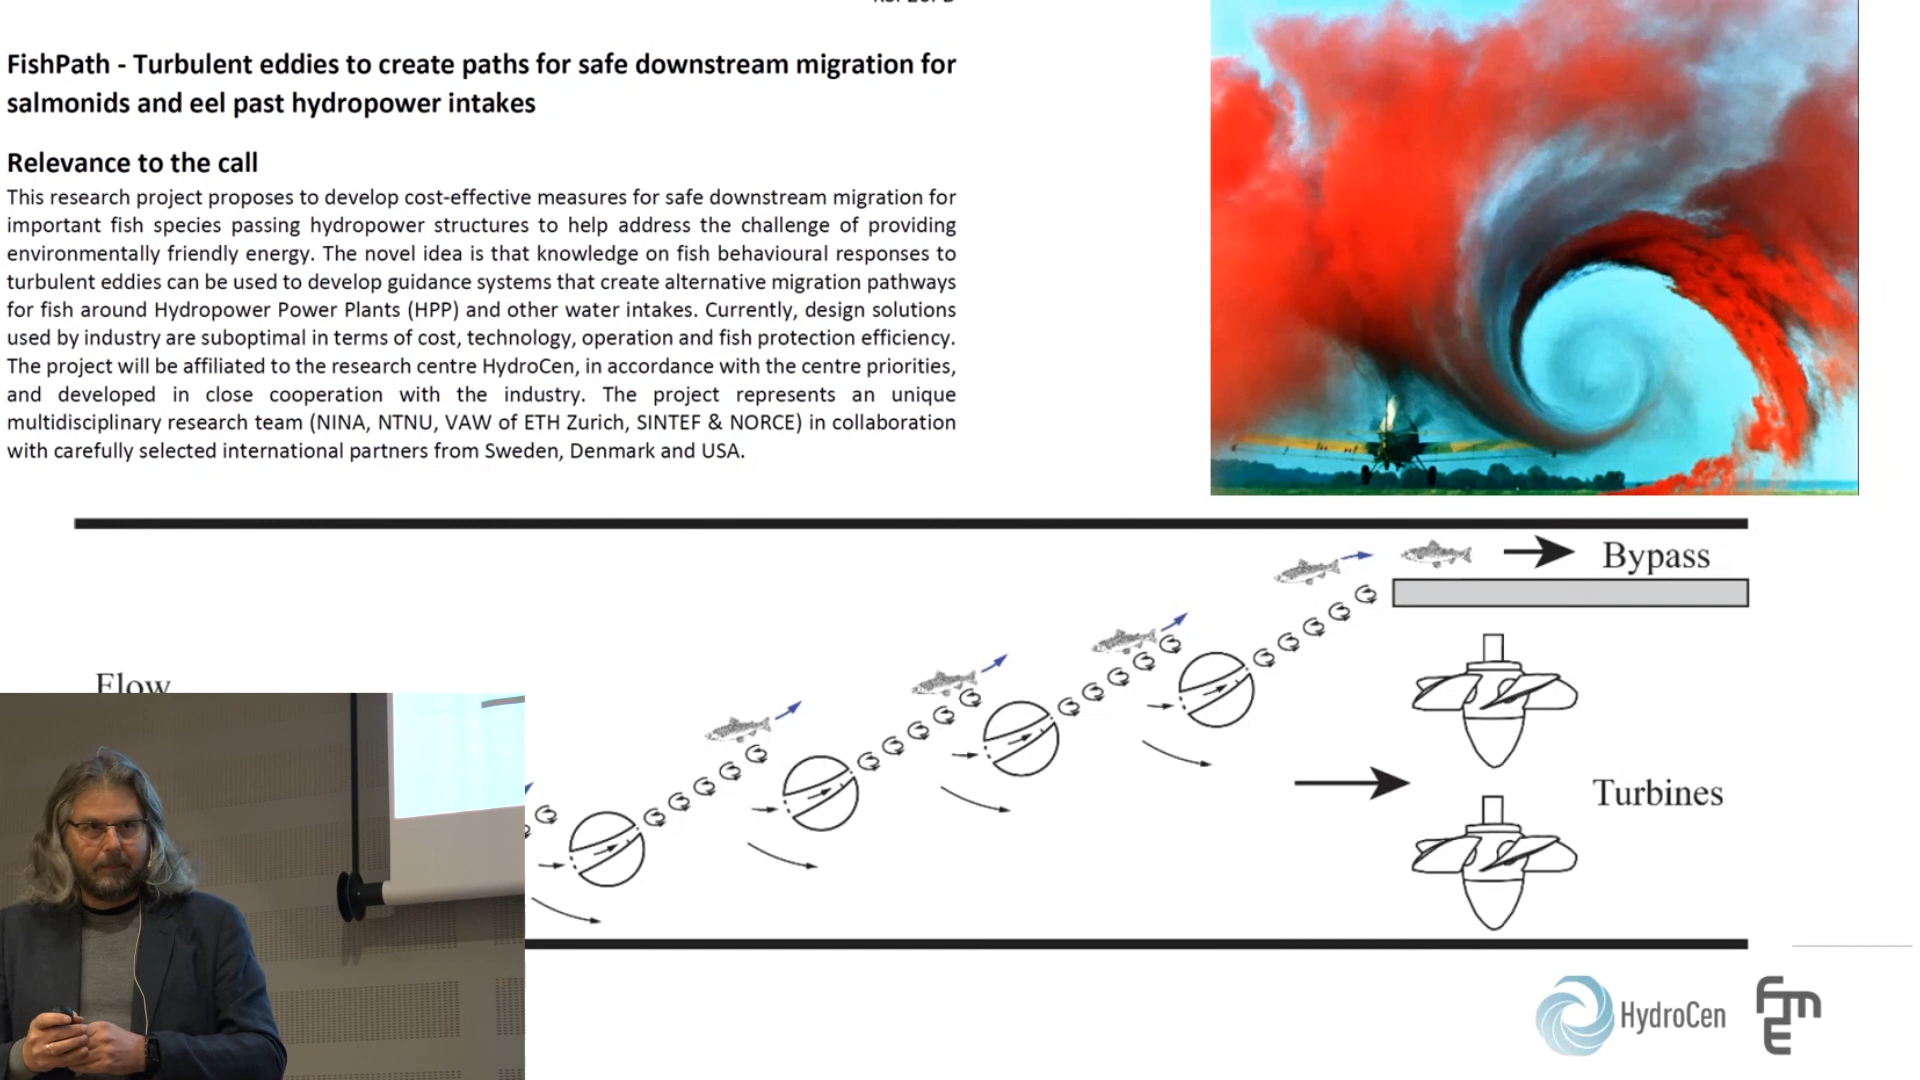 FishPath - Turbulent eddies to create paths for safe downstream migration for
salmonids and eel past hydropower intakes
Relevance to the call
This research project proposes to develop cost-effective measures for safe downstream migration for
important fish species passing hydropower structures to help address the challenge of providing
environmentally friendly energy. The novel idea is that knowledge on fish behavioural responses to
turbulent eddies can be used to develop guidance systems that create alternative migration pathways
for fish around Hydropower Power Plants (HPP) and other water intakes. Currently, design solutions
used by industry are suboptimal in terms of cost, technology, operation and fish protection efficiency.
The project will be affiliated to the research centre HydroCen, in accordance with the centre priorities,
and developed in close cooperation with the industry. The project represents an unique
multidisciplinary research team (NINA, NTNU, VAW of ETH Zurich, SINTEF & NORCE) in collaboration
with carefully selected international partners from Sweden, Denmark and USA.
Bypass
Flow
Turbines
HydroCen
FME